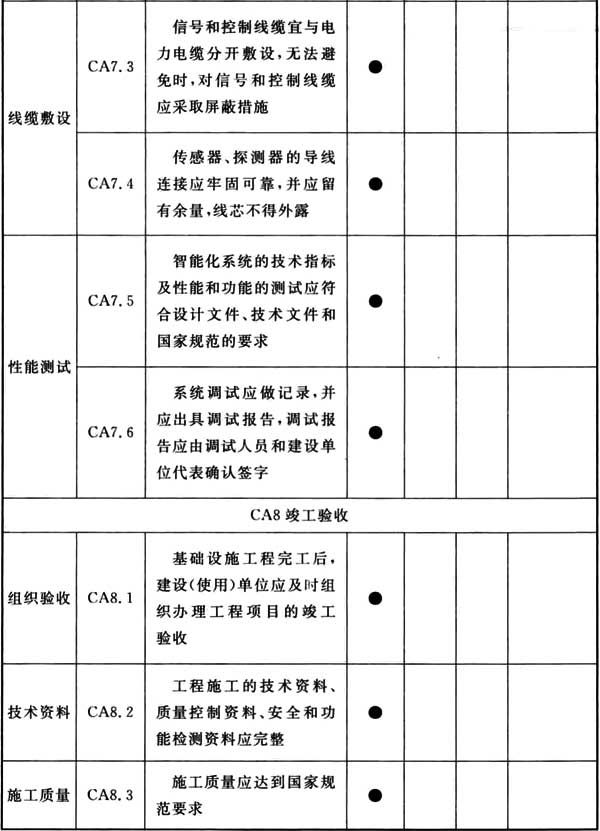 线缆敷设
CA7.3
信号和控制线缆宜与电
力电缆分开敷设,无法避
免时,对信号和控制线缆
应采取屏蔽措施
●
CA7.4
传感器、探测器的导线
连接应牢固可靠,并应留
有余量,线芯不得外露
●
性能测试
CA7.5
智能化系统的技术指标
及性能和功能的测试应符
合设计文件、技术文件和
国家规范的要求
●
CA7.6
系统调试应做记录,并
应出具调试报告,调试报
告应由调试人员和建设单
位代表确认签字
●
CA8竣工验收
组织验收
CA8.1
基础设施工程完工后,
建设(使用)单位应及时组
织办理工程项目的竣工
验收
●
技术资料
CA8.2
工程施工的技术资料、
质量控制资料、安全和功
能检测资料应完整
●
施工质量
CA8.3
施工质量应达到国家规
范要求
●